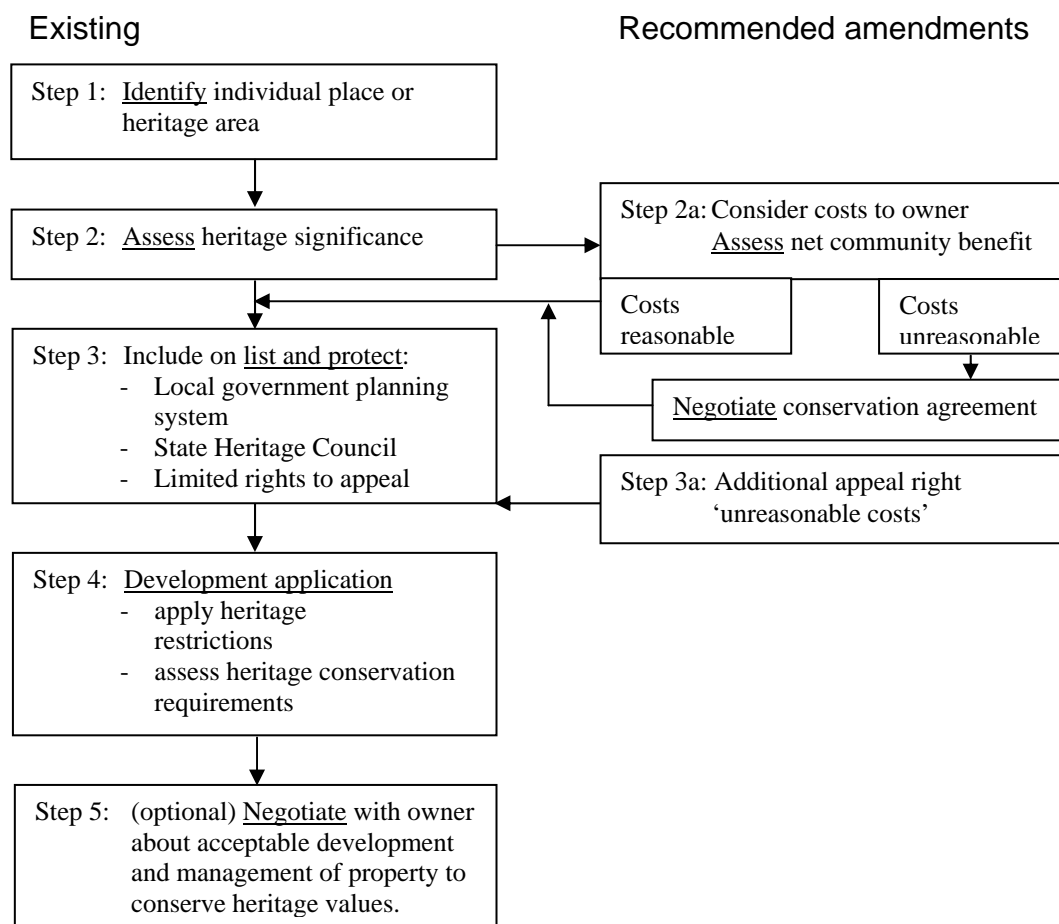 Existing
Recommended amendments
Step 1: Identify individual place or
heritage area
Step 2: Assess heritage significance
Step 2a: Consider costs to owner
Assess net community benefit
Costs
reasonable
Costs
unreasonable
Negotiate conservation agreement
Step 3: Include on list and protect:
- Local government planning
system
- State Heritage Council
- Limited rights to appeal
Step 3a: Additional appeal right
‘unreasonable costs’
Step 4: Development application
- apply heritage
restrictions
- assess heritage conservation
requirements
Step 5: (optional) Negotiate with owner
about acceptable development
and management of property to
conserve heritage values.